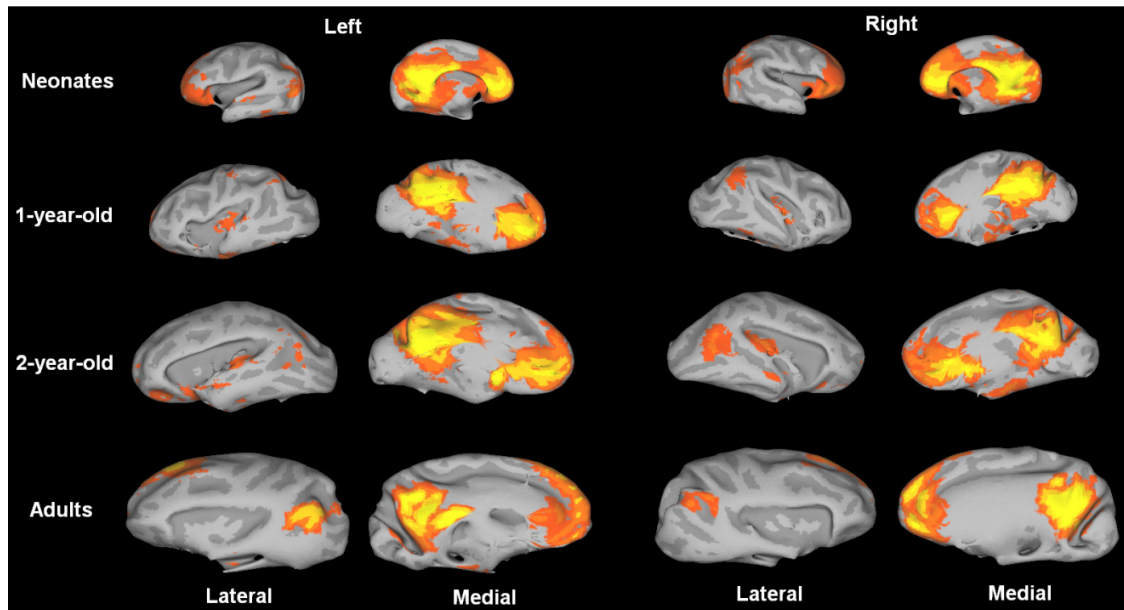 Left
Right
Neonates
1-year-old
2-year-old
Adults
Lateral
Medial
Lateral
Medial